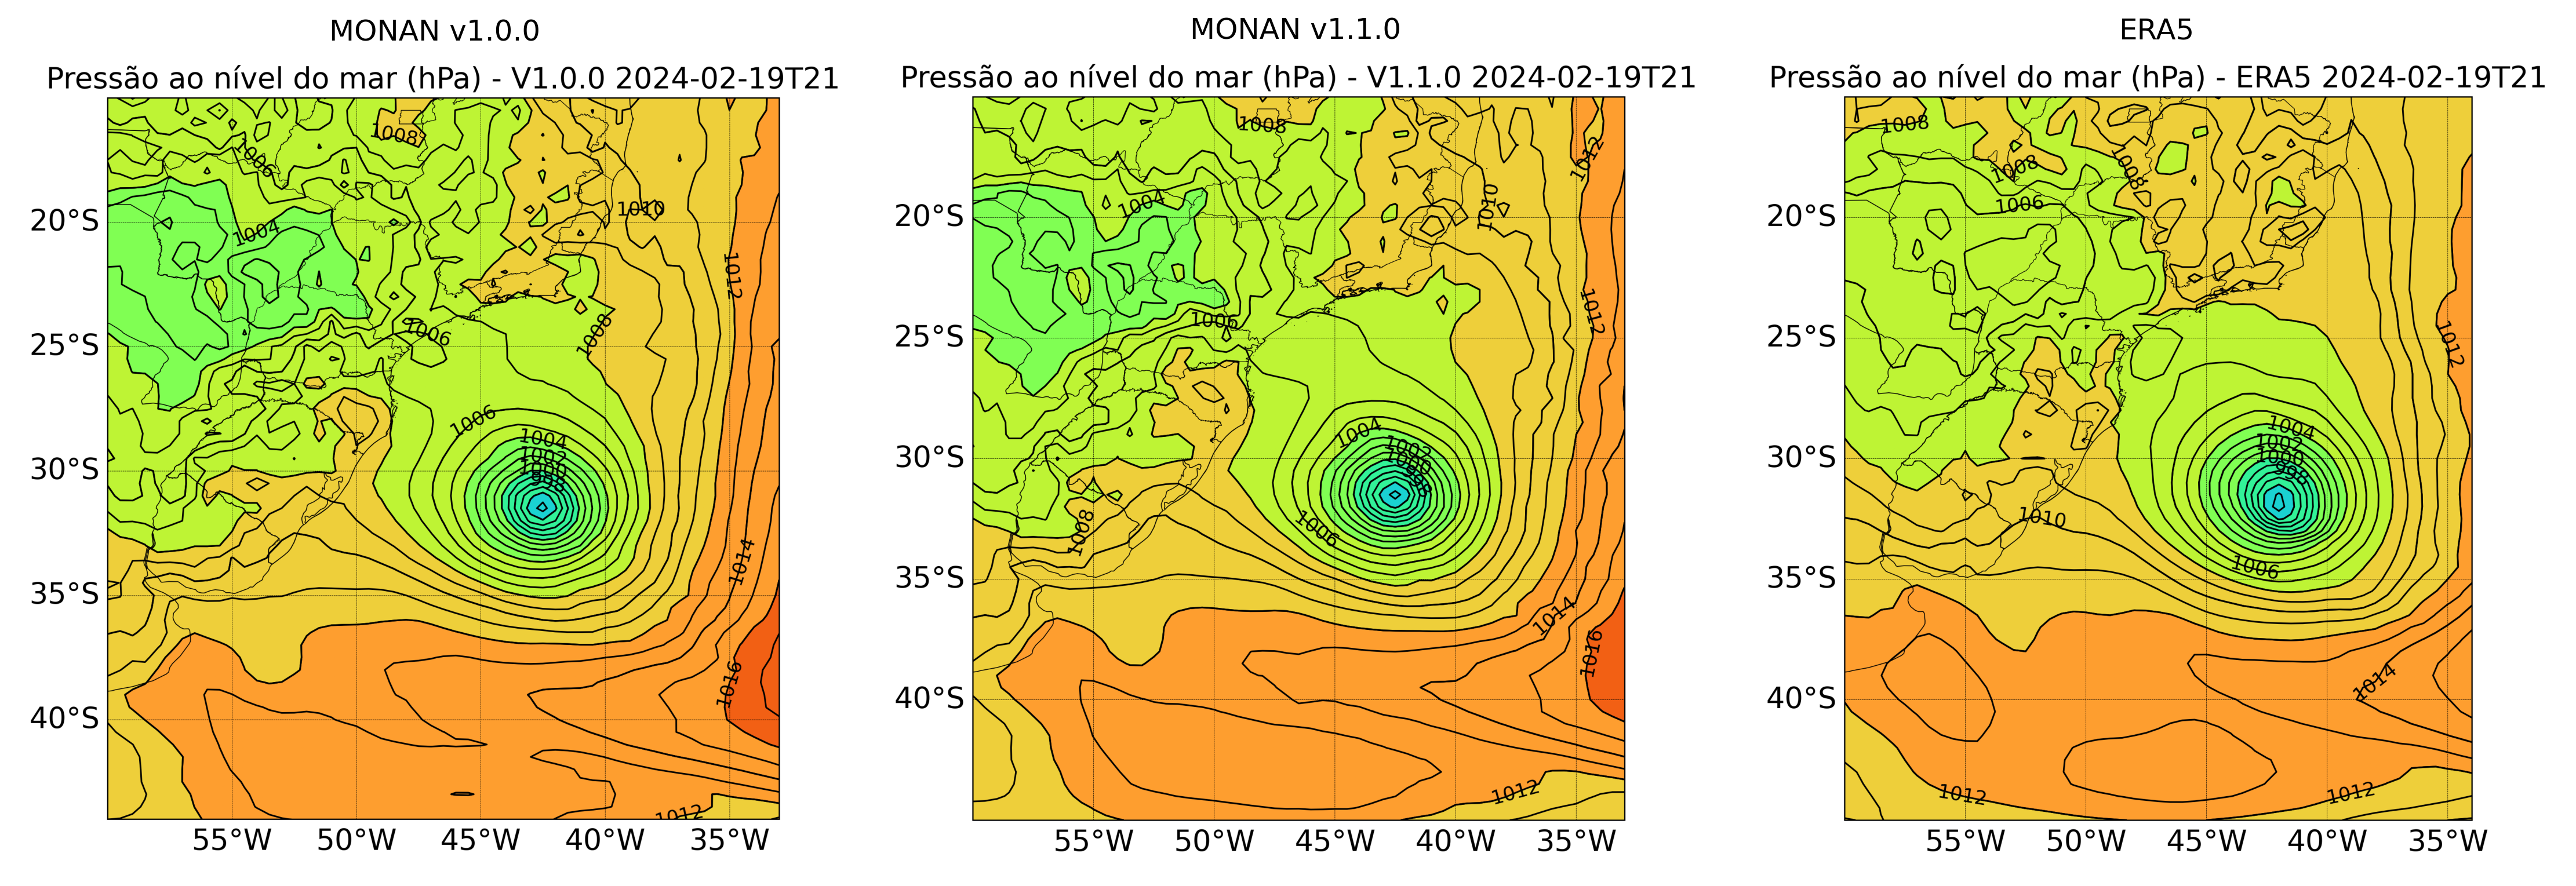 MONAN v1.0.0
Pressão ao nível do mar (hPa) - V1.0.0 2024-02-19T21
1008
1006
1010
1004
1012
1008
1006
1006
1004
1002
1000
998
1014
1016
1012
20°S
25°S
30°S
35°S
40°S
55°W
50°W
45°W
40°W
35°W
MONAN v1.1.0
Pressão ao nível do mar (hPa) - V1.1.0 2024-02-19T21
1008
1012
1004
1010
1012
1006
1004
1002
1000
998
1006
1008
1014
1016
1012
20°S
25°S
30°S
35°S
40°S
55°W
50°W
45°W
40°W
35°W
ERA5
Pressão ao nível do mar (hPa) - ERA5 2024-02-19T21
1008
1008
1008
1006
1012
1004
1002
1000
998
1010
1006
1014
1012
1012
20°S
25°S
30°S
35°S
40°S
55°W
50°W
45°W
40°W
35°W